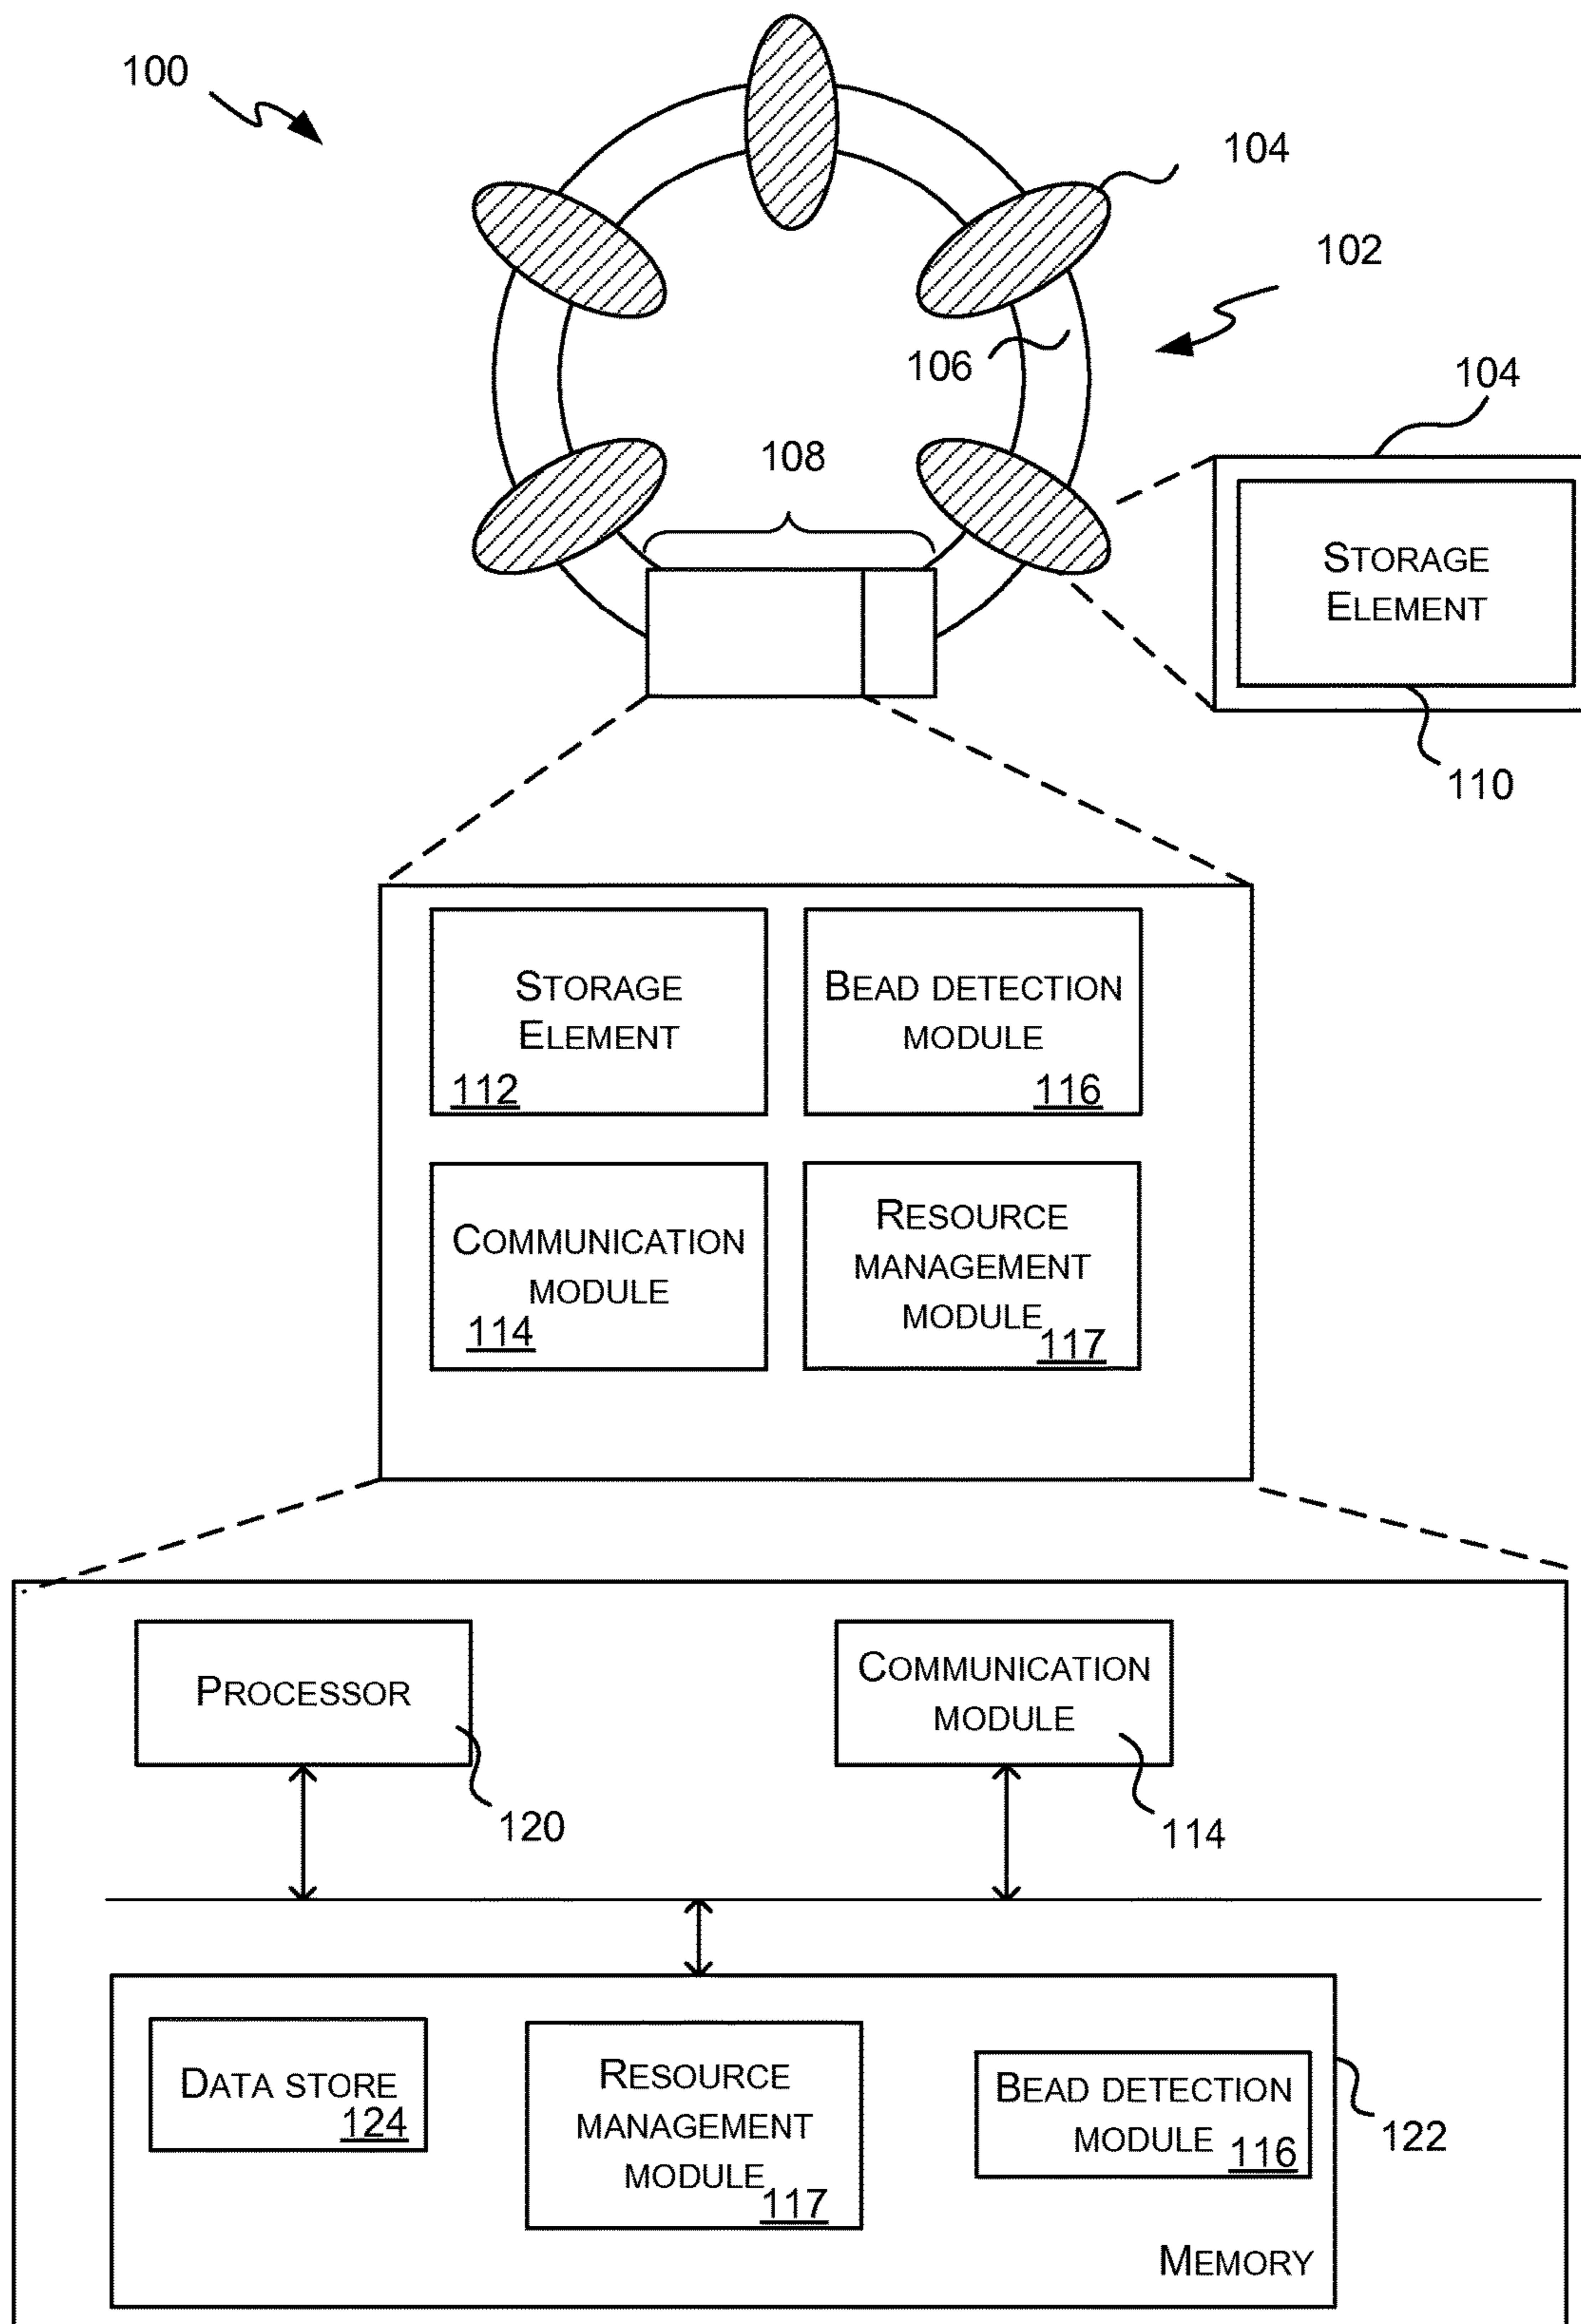 100
104
102
106
104
108
STORAGE
ELEMENT
110
STORAGE
ELEMENT
112
BEAD DETECTION
MODULE
116
COMMUNICATION
MODULE
114
RESOURCE
MANAGEMENT
MODULE
117
PROCESSOR
120
COMMUNICATION
MODULE
114
DATA STORE
124
RESOURCE
MANAGEMENT
MODULE
117
BEAD DETECTION
MODULE 116
122
MEMORY